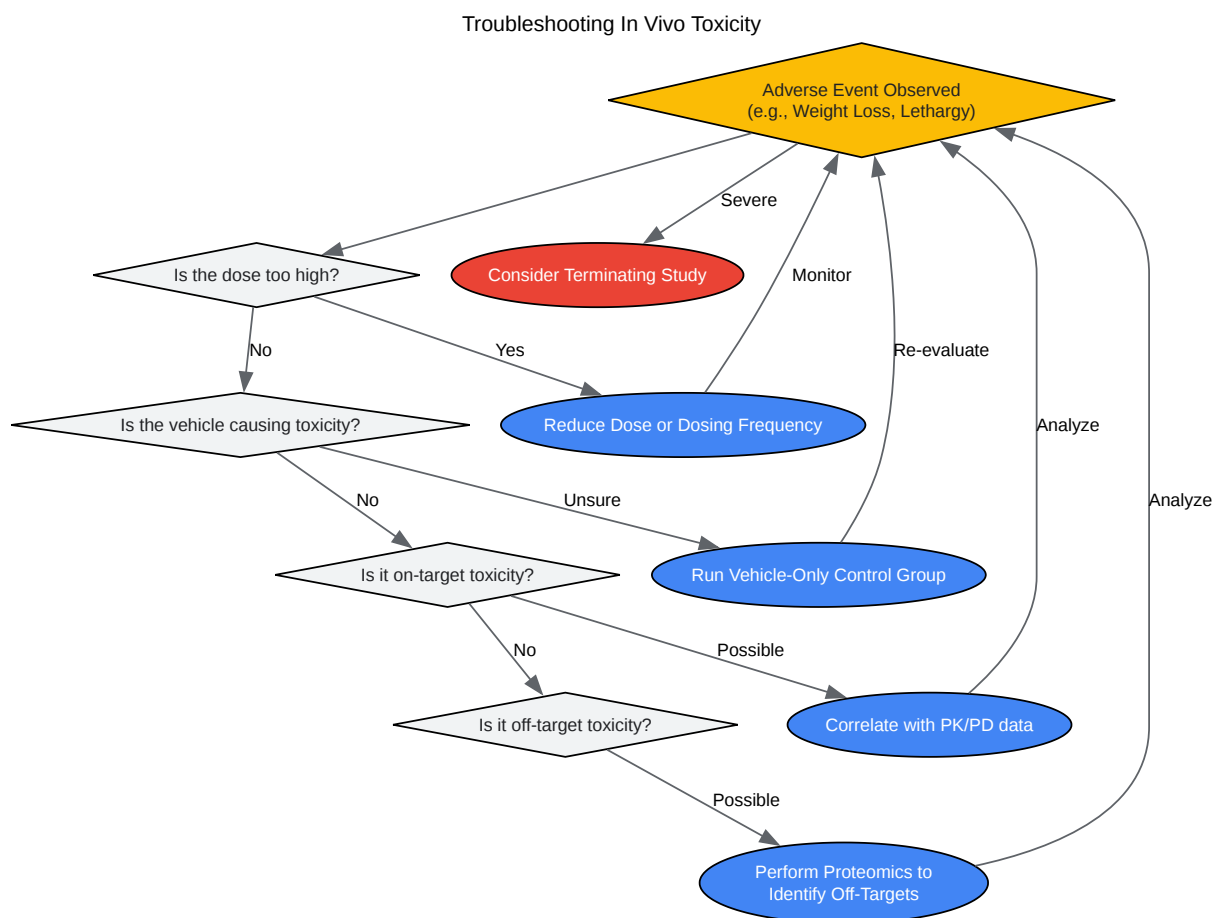 Troubleshooting In Vivo Toxicity
Adverse Event Observed
(e.g., Weight Loss, Lethargy)
Severe
Is the dose too high?
Consider Terminating Study
Monitor
No
Yes
Re-evaluate
Is the vehicle causing toxicity?
Reduce Dose or Dosing Frequency
Analyze
No
Unsure
Analyze
Is it on-target toxicity?
Run Vehicle-Only Control Group
No
Possible
Is it off-target toxicity?
Correlate with PK/PD data
Possible
Perform Proteomics to
Identify Off-Targets